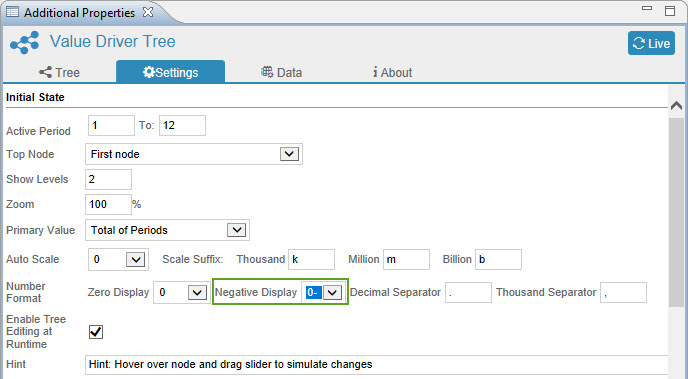 Additional Properties
Value Driver Tree
Live
Tree Settings Data i About
Initial State
Active Period 1 To: 12
Top Node First node
Show Levels 2
Zoom 100 %
Primary Value Total of Periods
Auto Scale 0 Scale Suffix: Thousand k Million m Billion b
Number
Format Zero Display 0 Negative Display 0- Decimal Separator . Thousand Separator ,
Enable Tree
Editing at
Runtime
Hint Hint: Hover over node and drag slider to simulate changes